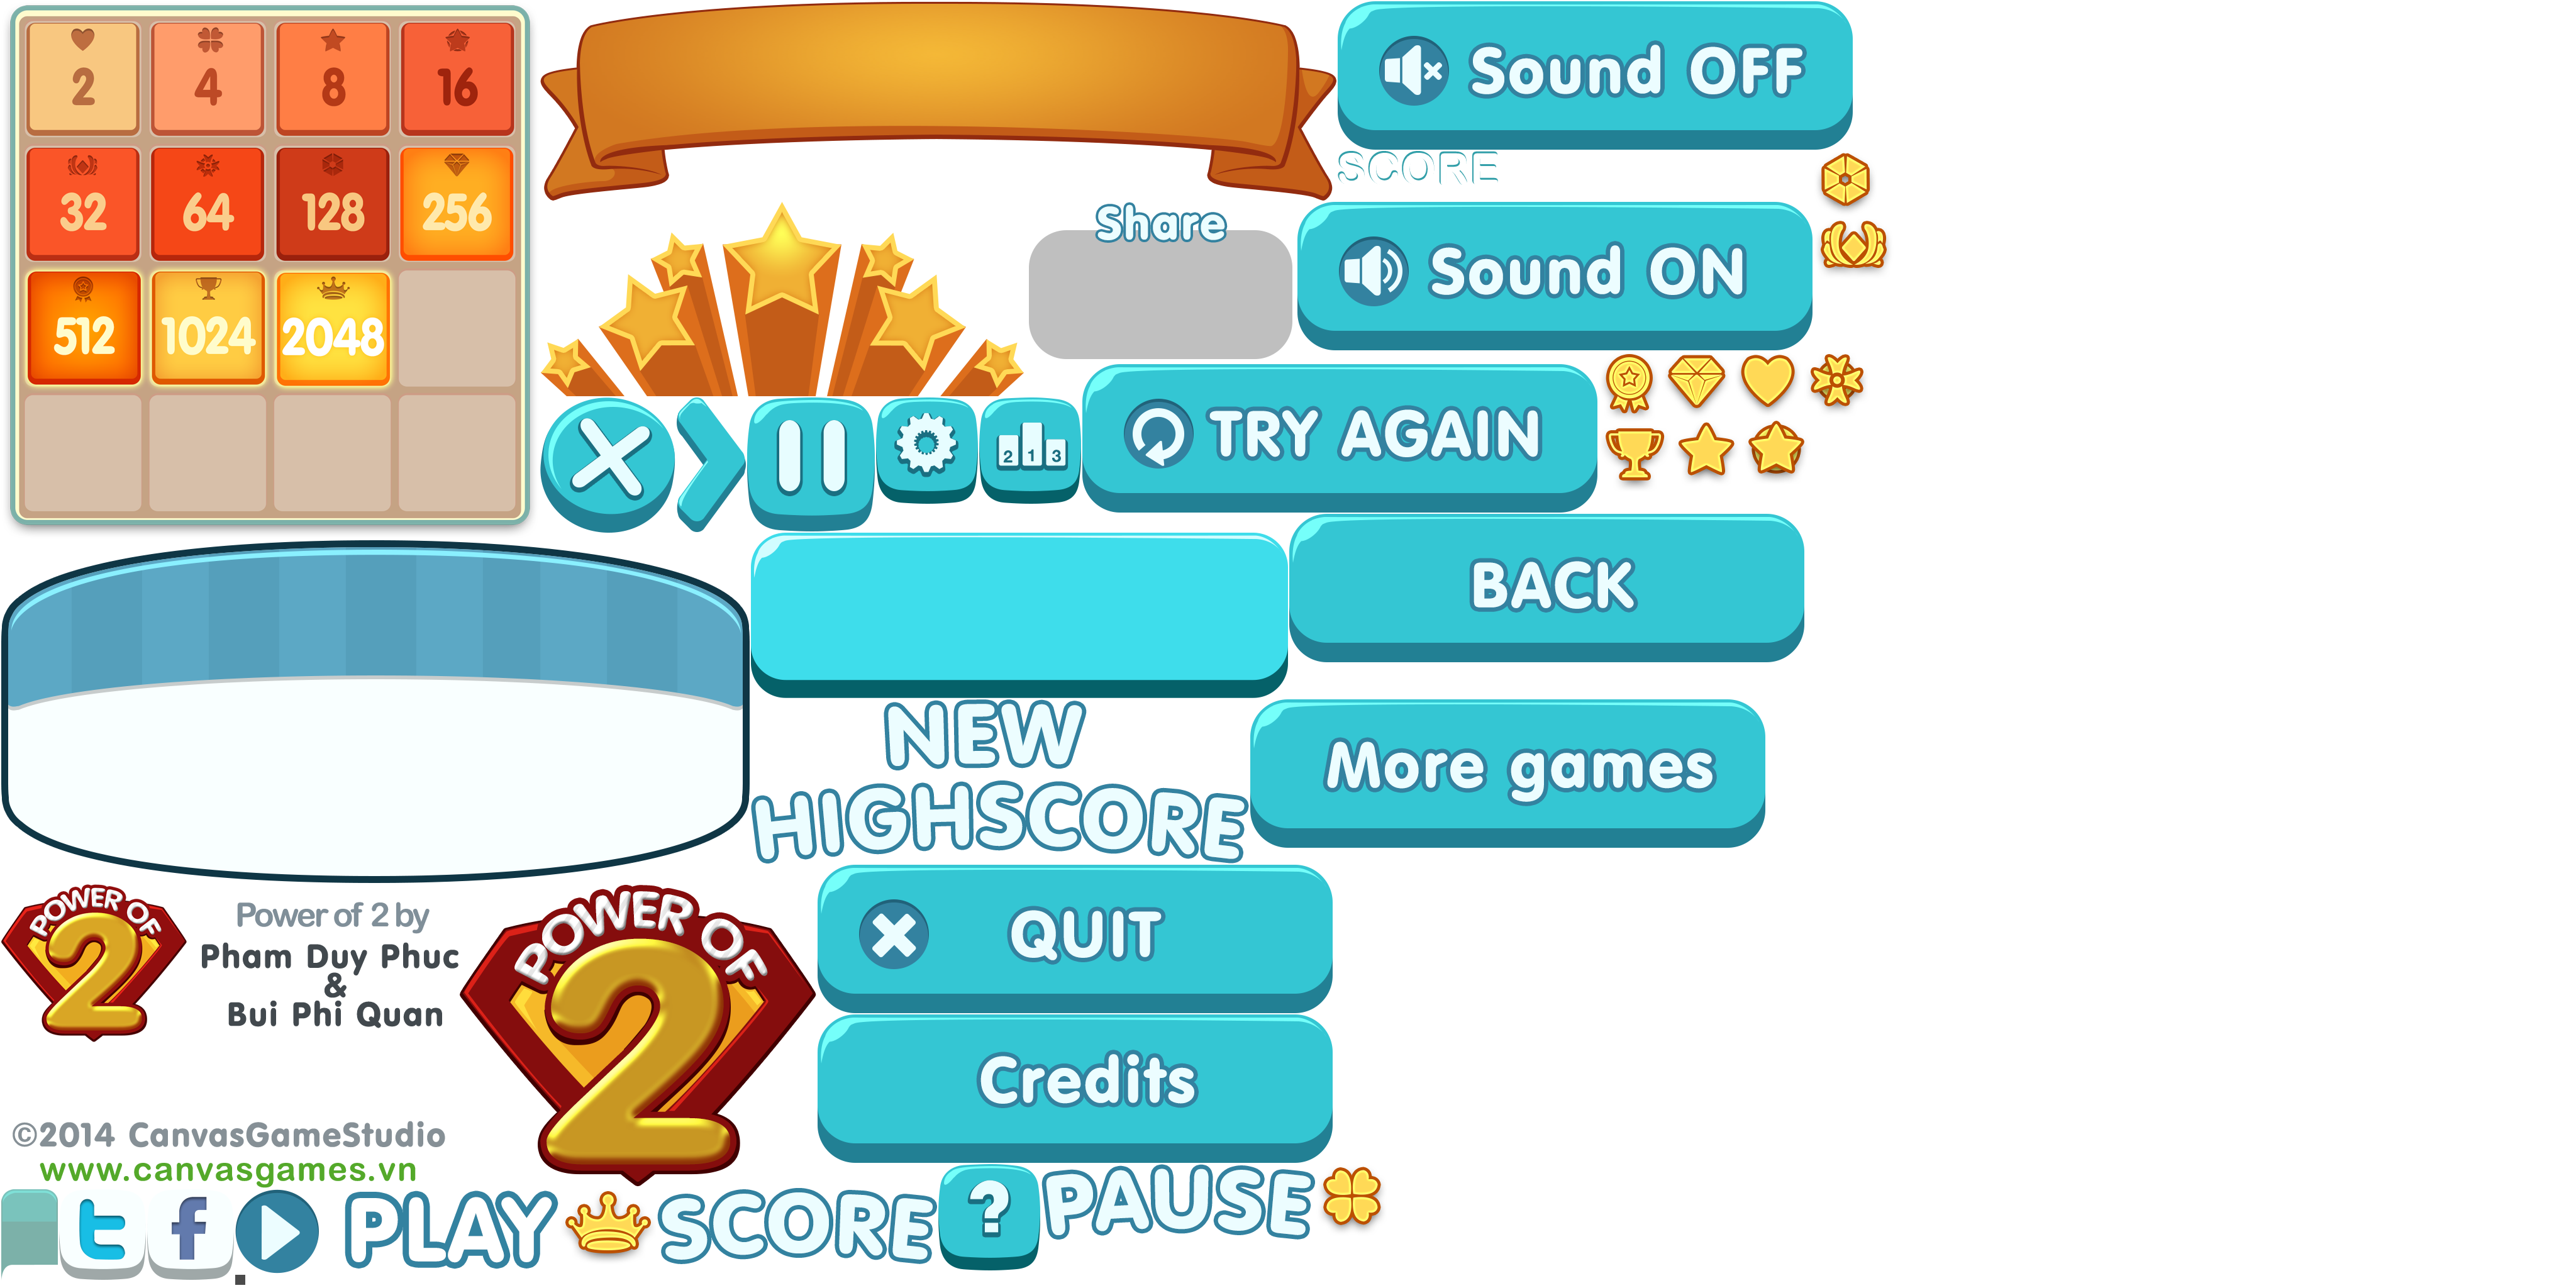 2 4 8 16
32 64 128 256
512 1024 2048
Sound OFF
SCORE
Share
Sound ON
2 1 3
TRY AGAIN
BACK
NEW
HIGHSCORE
More games
POWER OF
2
Power of 2 by
Pham Duy Phuc
&
Bui Phi Quan
POWER OF
2
QUIT
Credits
©2014 CanvasGameStudio
www.canvasgames.vn
t
f
PLAY
SCORE
?
PAUSE